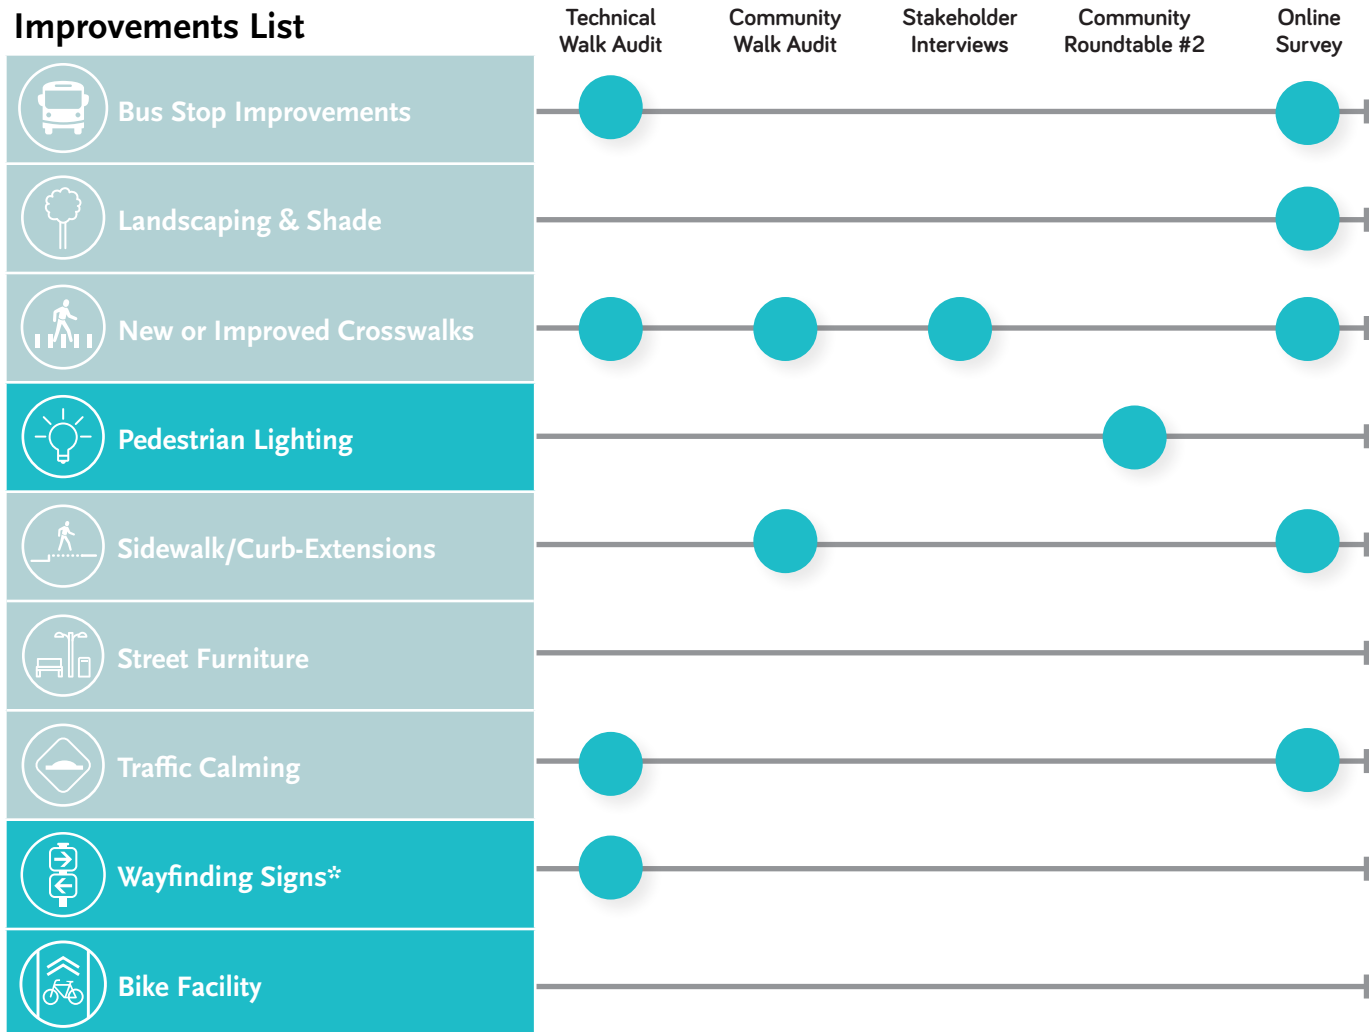 Improvements List
Technical
Walk Audit
Community
Walk Audit
Stakeholder
Interviews
Community
Roundtable #2
Online
Survey
Bus Stop Improvements
Landscaping & Shade
New or Improved Crosswalks
Pedestrian Lighting
Sidewalk/Curb-Extensions
Street Furniture
Traffic Calming
Wayfinding Signs*
Bike Facility